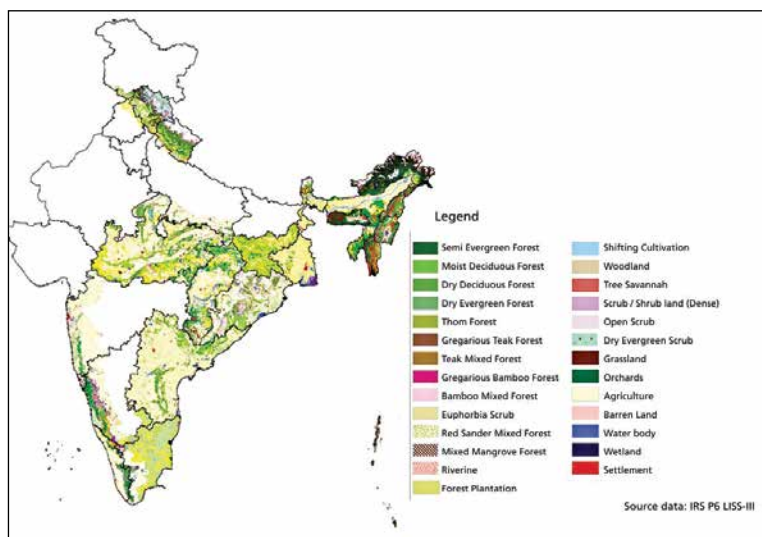 Legend
Semi Evergreen Forest
Moist Deciduous Forest
Dry Deciduous Forest
Dry Evergreen Forest
Thom Forest
Gregarious Teak Forest
Teak Mixed Forest
Gregarious Bamboo Forest
Bamboo Mixed Forest
Euphorbia Scrub
Red Sander Mixed Forest
Mixed Mangrove Forest
Riverine
Forest Plantation
Shifting Cultivation
Woodland
Tree Savannah
Scrub / Shrub land (Dense)
Open Scrub
Dry Evergreen Scrub
Grassland
Orchards
Agriculture
Barren Land
Water body
Wetland
Settlement
Source data: IRS P6 LISS-III